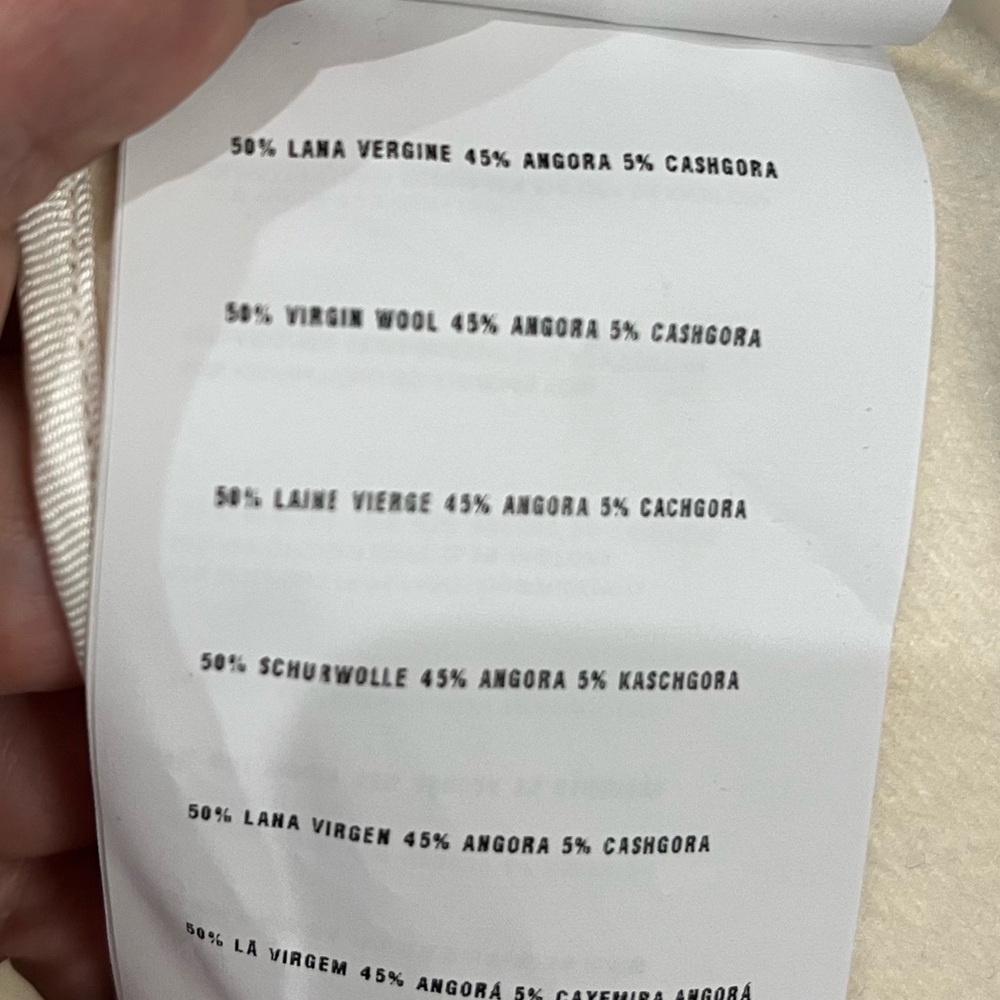 50% LANA VERGINE 45% ANGORA 5% CASHGORA
50% VIRGIN WOOL 45% ANGORA 5% CASHGORA
50% LAINE VIERGE 45% ANGORA 5% CACHGORA
50% SCHURWOLLE 45% ANGORA 5% KASCHGORA
50% LANA VIRGEN 45% ANGORA 5% CASHGORA
50% LÃ VIRGEM 45% ANGORÁ 5% CAXEMIRA ANGORÁ